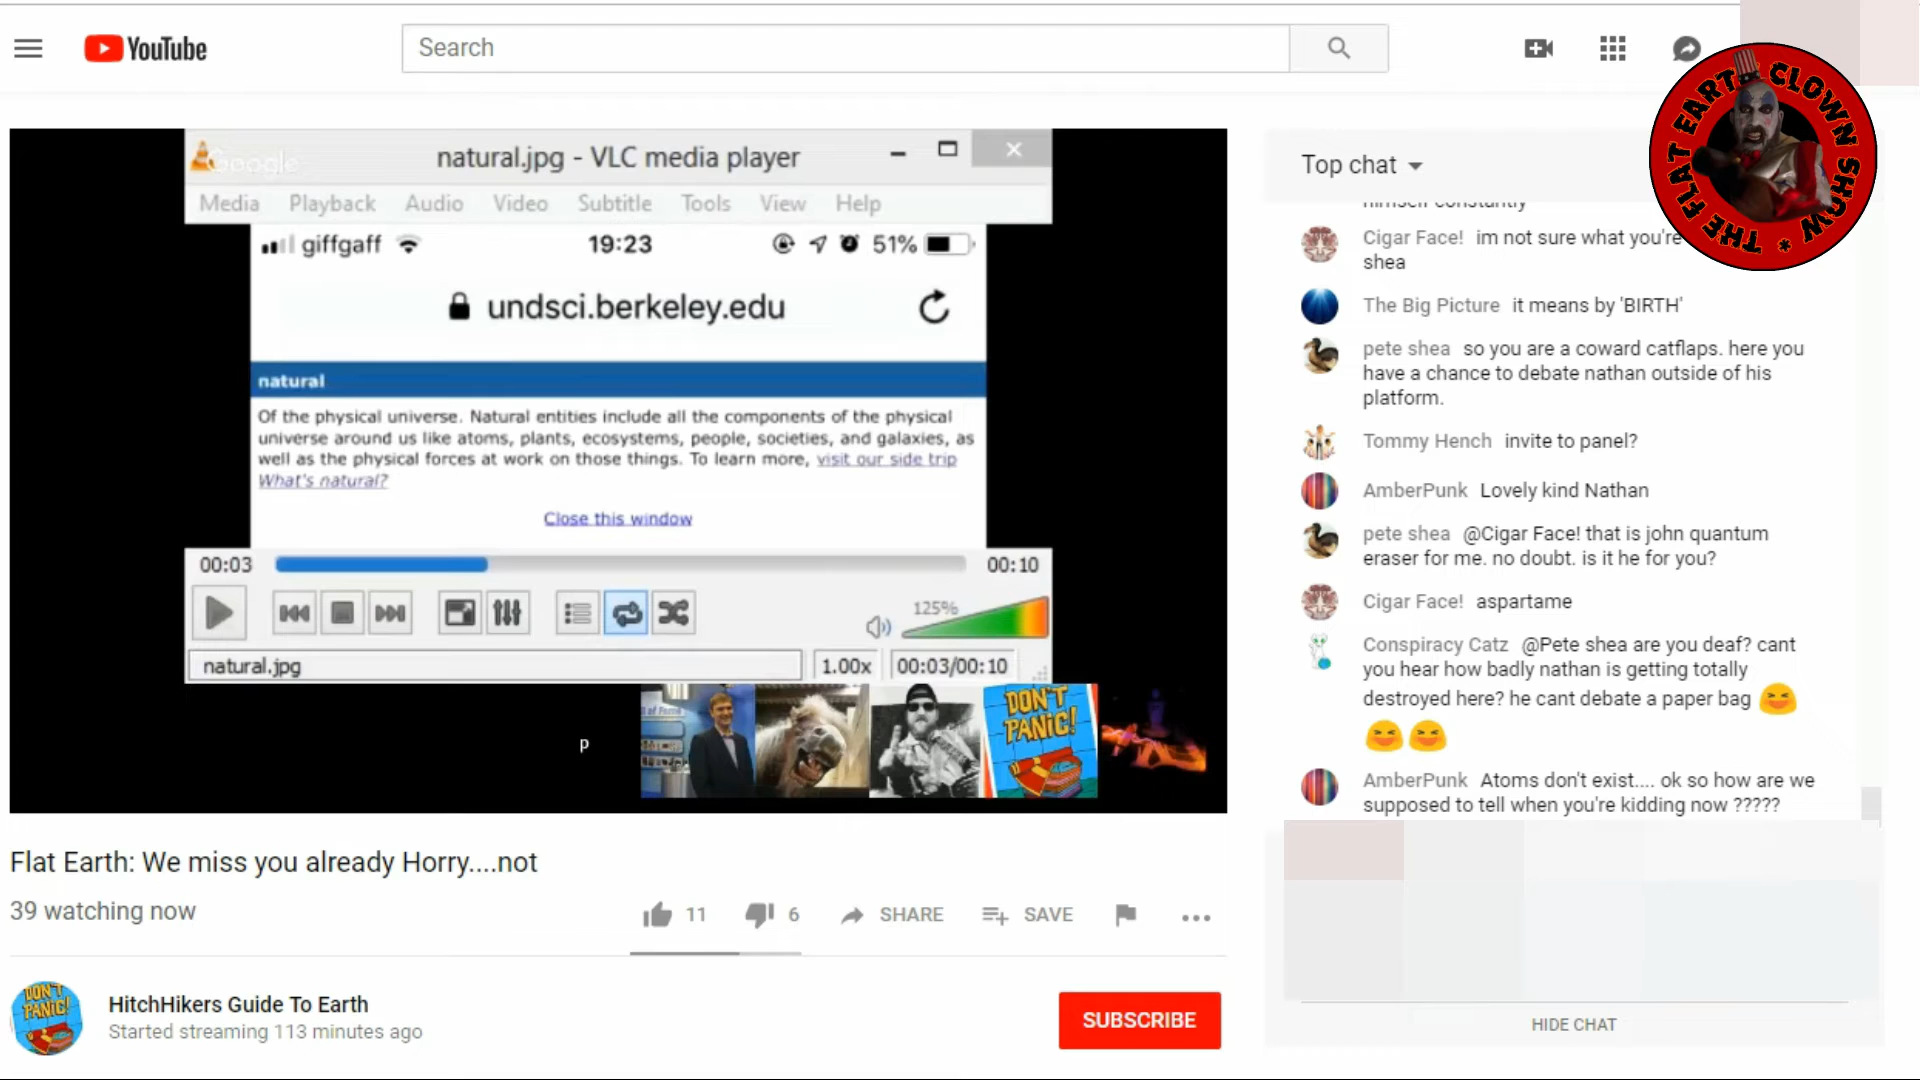 YouTube
Search
THE FLAT EARTH CLOWN SHOW *
Google
natural.jpg - VLC media player
Media Playback Audio Video Subtitle Tools View Help
giffgaff 19:23 51%
undsci.berkeley.edu
natural
Of the physical universe. Natural entities include all the components of the physical
universe around us like atoms, plants, ecosystems, people, societies, and galaxies, as
well as the physical forces at work on those things. To learn more, visit our side trip
What's natural?
Close this window
00:03 00:10
125%
natural.jpg 1.00x 00:03/00:10
DON'T
PANIC!
p
Flat Earth: We miss you already Horry....not
39 watching now
11 6 SHARE SAVE
DON'T
PANIC!
HitchHikers Guide To Earth
Started streaming 113 minutes ago
SUBSCRIBE
Top chat
himself constantly
Cigar Face! im not sure what you're
shea
The Big Picture it means by 'BIRTH'
pete shea so you are a coward catflaps. here you
have a chance to debate nathan outside of his
platform.
Tommy Hench invite to panel?
AmberPunk Lovely kind Nathan
pete shea @Cigar Face! that is john quantum
eraser for me. no doubt. is it he for you?
Cigar Face! aspartame
Conspiracy Catz @Pete shea are you deaf? cant
you hear how badly nathan is getting totally
destroyed here? he cant debate a paper bag
AmberPunk Atoms don't exist.... ok so how are we
supposed to tell when you're kidding now ?????
HIDE CHAT